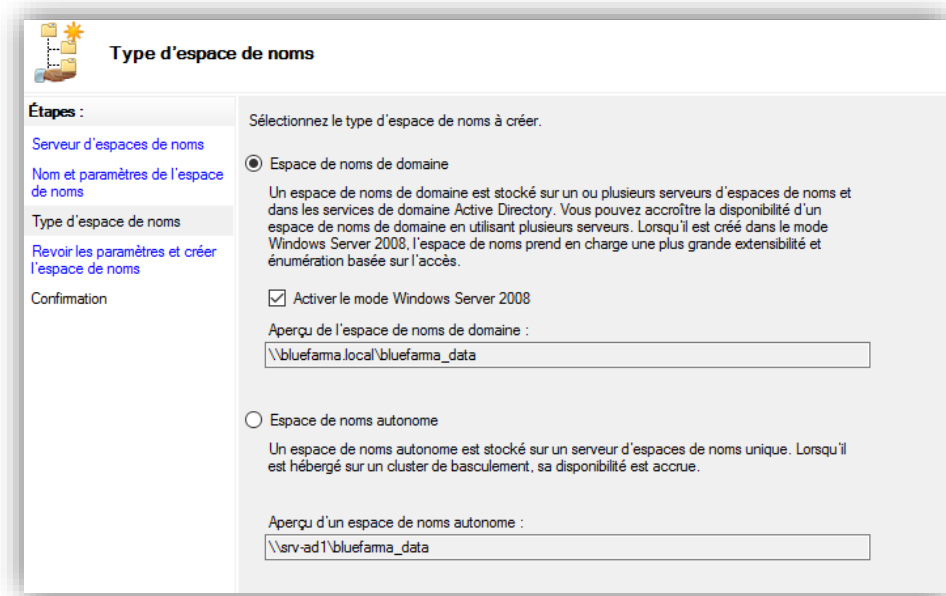 Type d'espace de noms
Étapes :
Serveur d'espaces de noms
Nom et paramètres de l'espace
de noms
Type d'espace de noms
Revoir les paramètres et créer
l'espace de noms
Confirmation
Sélectionnez le type d'espace de noms à créer.
Espace de noms de domaine
Un espace de noms de domaine est stocké sur un ou plusieurs serveurs d'espaces de noms et
dans les services de domaine Active Directory. Vous pouvez accroître la disponibilité d'un
espace de noms de domaine en utilisant plusieurs serveurs. Lorsqu'il est créé dans le mode
Windows Server 2008, l'espace de noms prend en charge une plus grande extensibilité et
énumération basée sur l'accès.
Activer le mode Windows Server 2008
Aperçu de l'espace de noms de domaine :
\\bluefarma.local\bluefarma_data
Espace de noms autonome
Un espace de noms autonome est stocké sur un serveur d'espaces de noms unique. Lorsqu'il
est hébergé sur un cluster de basculement, sa disponibilité est accrue.
Aperçu d'un espace de noms autonome :
\\srv-ad1\bluefarma_data